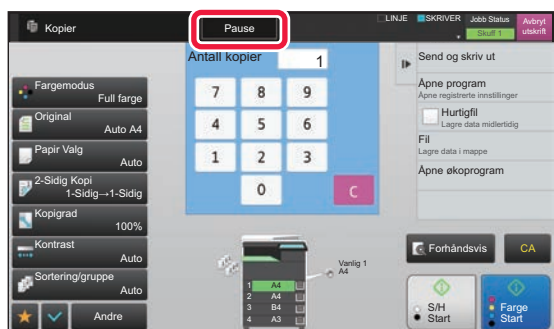 Kopier
Pause
LINJE
SKRIVER
Jobb Status
Skuff 1
Avbryt
utskrift
Antall kopier
1
7
8
9
4
5
6
1
2
3
0
C
Fargemodus
Full farge
Original
Auto A4
Papir Valg
Auto
2-Sidig Kopi
1-Sidig→1-Sidig
Kopigrad
100%
Kontrast
Auto
Sortering/gruppe
Auto
Andre
Send og skriv ut
Åpne program
Åpne registrerte innstillinger
Hurtigfil
Lagre data midlertidig
Fil
Lagre data i mappe
Åpne økoprogram
Vanlig 1
A4
1 A4
2 A4
3 B4
4 A3
Forhåndsvis
CA
S/H
Start
Farge
Start